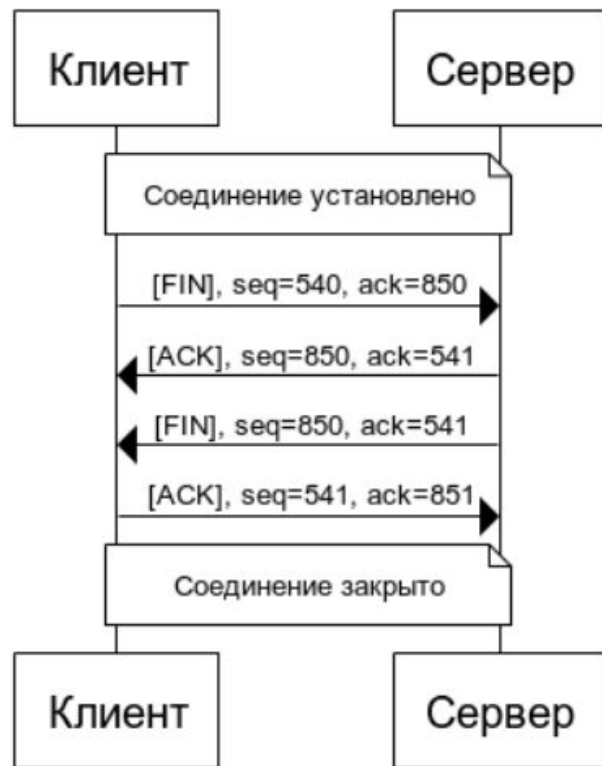 Клиент
Сервер
Соединение установлено
[FIN], seq=540, ack=850
[ACK], seq=850, ack=541
[FIN], seq=850, ack=541
[ACK], seq=541, ack=851
Соединение закрыто
Клиент
Сервер